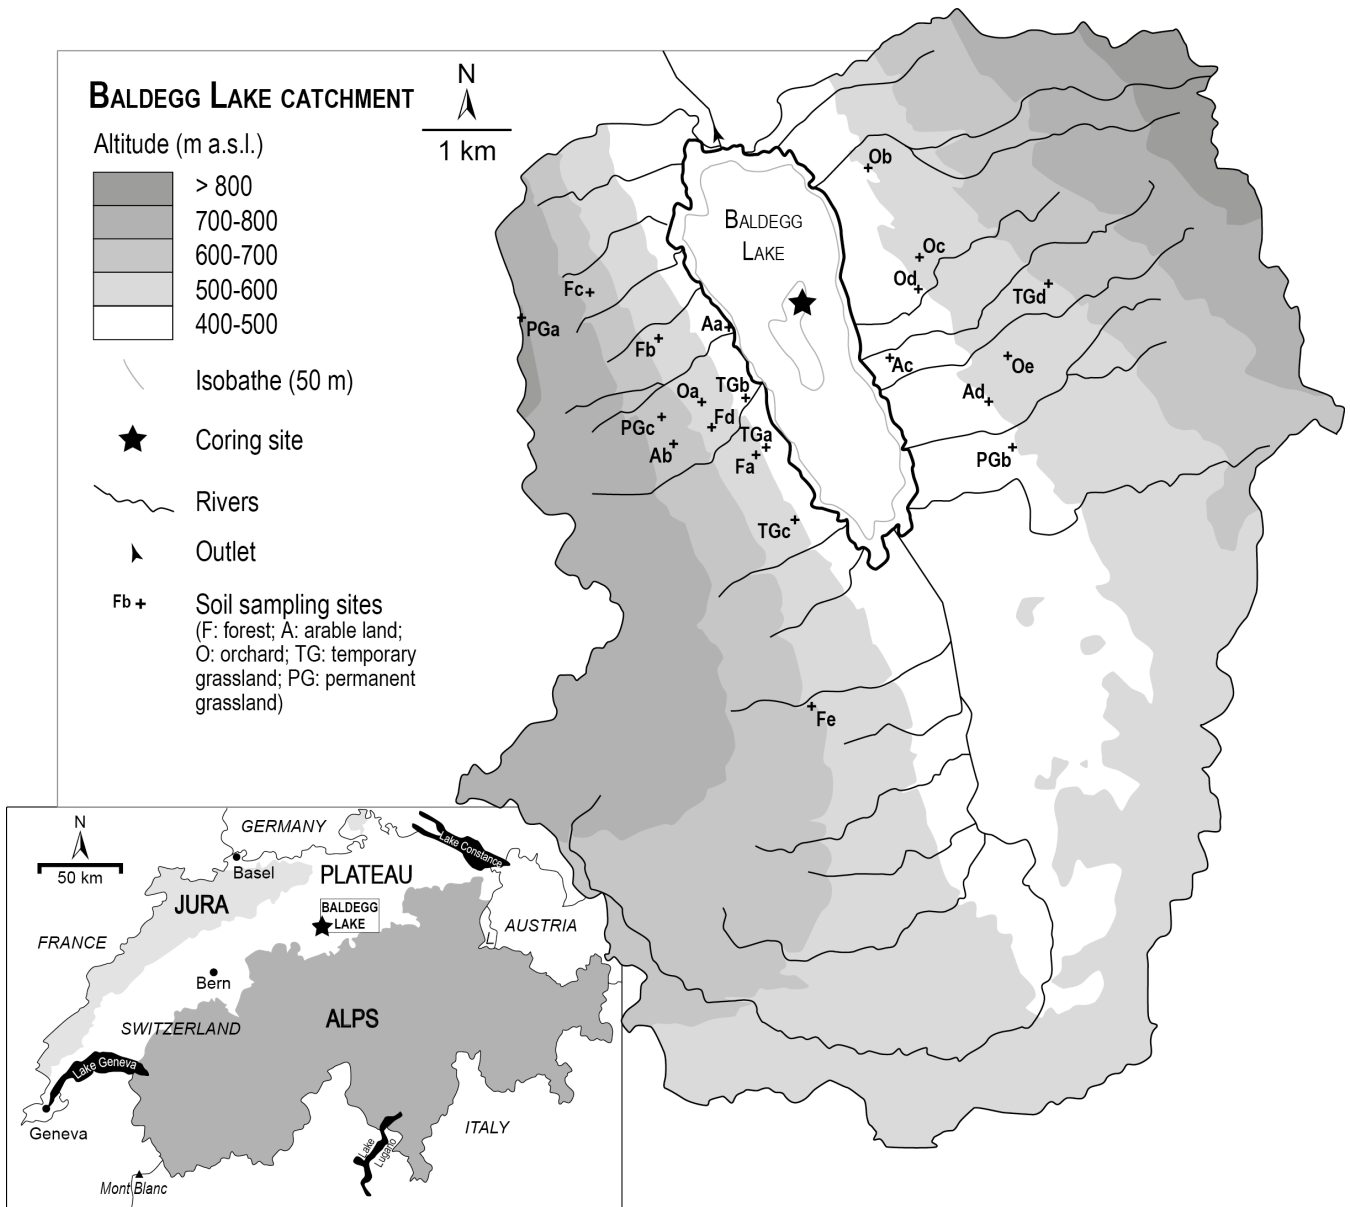 BALDEGG LAKE CATCHMENT
N
1 km
Altitude (m a.s.l.)
> 800
700-800
600-700
500-600
400-500
Isobathe (50 m)
Coring site
Rivers
Outlet
Fb
Soil sampling sites
(F: forest; A: arable land;
O: orchard; TG: temporary
grassland; PG: permanent
grassland)
BALDEGG
LAKE
Ob
Oc
Od
TGd
Fc
PGa
Aa
Fb
Ac
Oe
TGb
Oa
Ad
Fd
PGc
TGa
Ab
Fa
PGb
TGc
Fe
N
50 km
GERMANY
Lake Constance
Basel
PLATEAU
JURA
BALDEGG
LAKE
FRANCE
AUSTRIA
L
Bern
SWITZERLAND
ALPS
Lake Geneva
Geneva
ITALY
Lake
Lugano
Mont Blanc